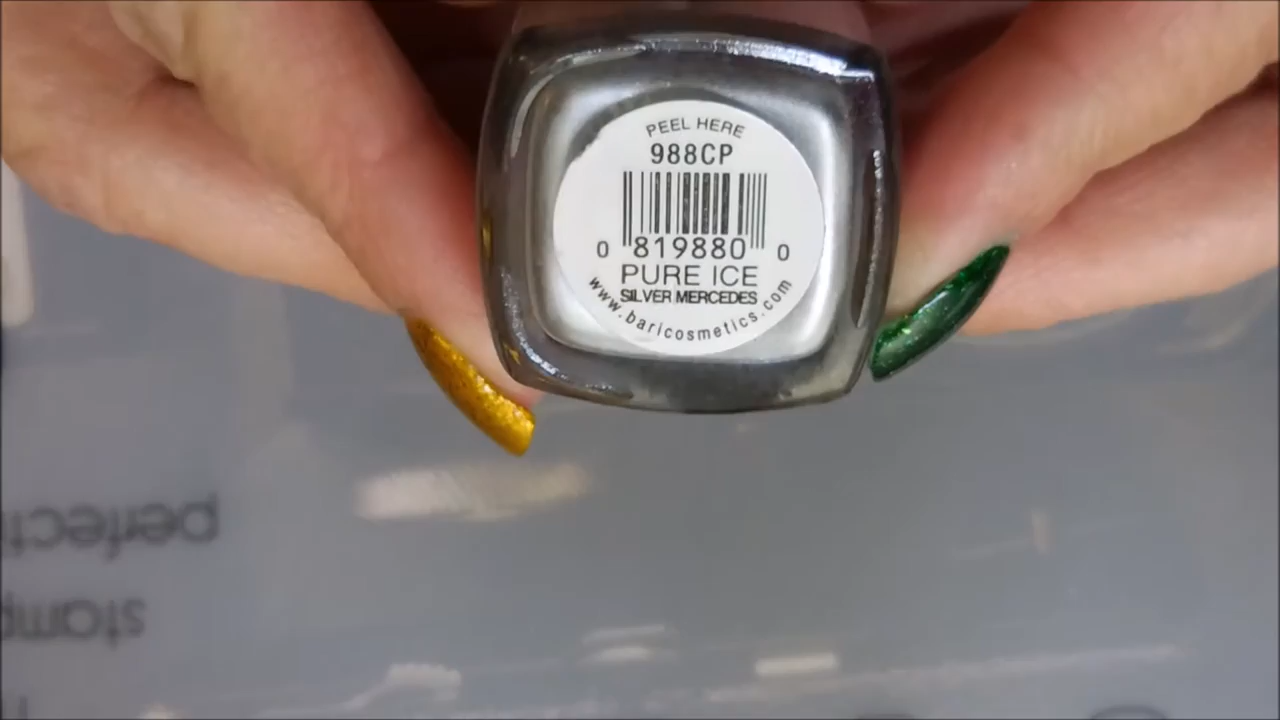 PEEL HERE
988CP
0 819880 0
PURE ICE
SILVER MERCEDES
www.baricosmetics.com
perfect
stamp